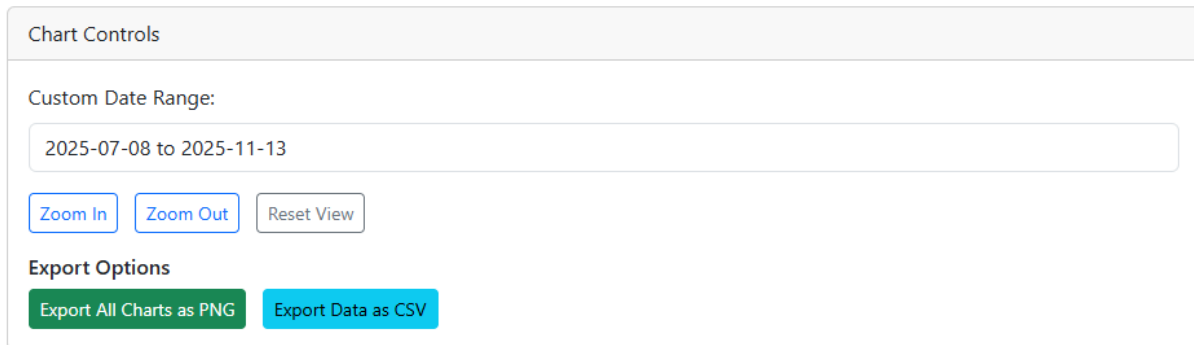 Chart Controls
Custom Date Range:
2025-07-08 to 2025-11-13
Zoom In Zoom Out Reset View
Export Options
Export All Charts as PNG Export Data as CSV